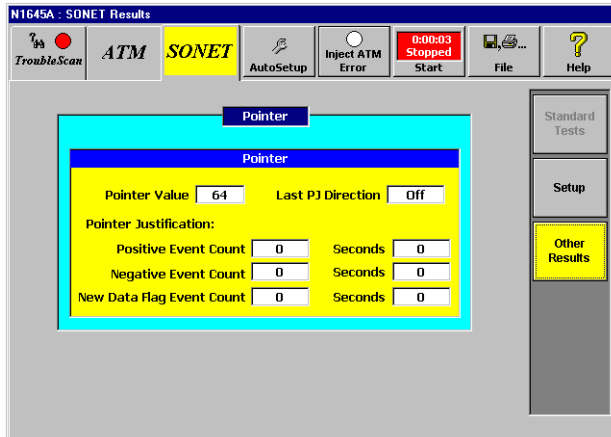 N1645A : SONET Results
TroubleScan
ATM
SONET
AutoSetup
Inject ATM
Error
0:00:03
Stopped
Start
File
Help
Pointer
Pointer
Pointer Value 64 Last PJ Direction Off
Pointer Justification:
Positive Event Count 0 Seconds 0
Negative Event Count 0 Seconds 0
New Data Flag Event Count 0 Seconds 0
Standard
Tests
Setup
Other
Results